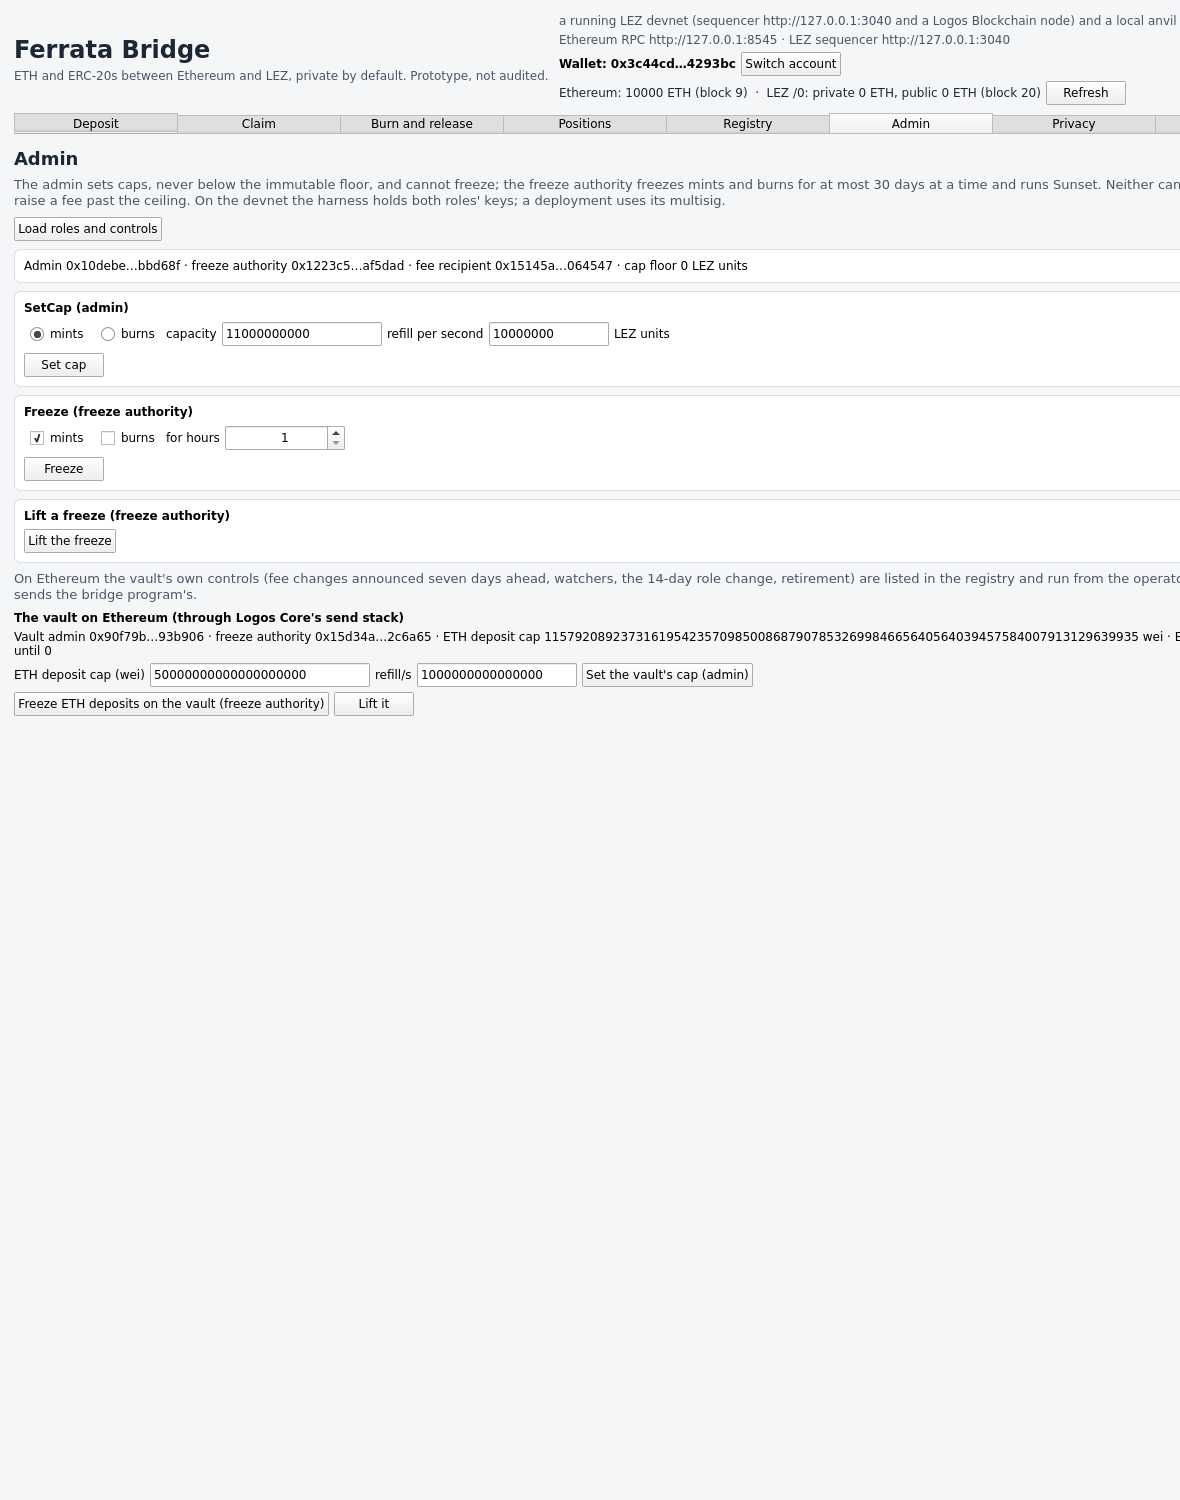 Ferrata Bridge
ETH and ERC-20s between Ethereum and LEZ, private by default. Prototype, not audited.
a running LEZ devnet (sequencer http://127.0.0.1:3040 and a Logos Blockchain node) and a local anvil
Ethereum RPC http://127.0.0.1:8545 · LEZ sequencer http://127.0.0.1:3040
Wallet: 0x3c44cd…4293bc Switch account
Ethereum: 10000 ETH (block 9) · LEZ /0: private 0 ETH, public 0 ETH (block 20) Refresh
Deposit Claim Burn and release Positions Registry Admin Privacy
Admin
The admin sets caps, never below the immutable floor, and cannot freeze; the freeze authority freezes mints and burns for at most 30 days at a time and runs Sunset. Neither can
raise a fee past the ceiling. On the devnet the harness holds both roles' keys; a deployment uses its multisig.
Load roles and controls
Admin 0x10debe…bbd68f · freeze authority 0x1223c5…af5dad · fee recipient 0x15145a…064547 · cap floor 0 LEZ units
SetCap (admin)
mints burns capacity 11000000000 refill per second 10000000 LEZ units
Set cap
Freeze (freeze authority)
mints burns for hours 1
Freeze
Lift a freeze (freeze authority)
Lift the freeze
On Ethereum the vault's own controls (fee changes announced seven days ahead, watchers, the 14-day role change, retirement) are listed in the registry and run from the operato
sends the bridge program's.
The vault on Ethereum (through Logos Core's send stack)
Vault admin 0x90f79b…93b906 · freeze authority 0x15d34a…2c6a65 · ETH deposit cap 115792089237316195423570985008687907853269984665640564039457584007913129639935 wei · E
until 0
ETH deposit cap (wei) 50000000000000000000 refill/s 1000000000000000 Set the vault's cap (admin)
Freeze ETH deposits on the vault (freeze authority) Lift it